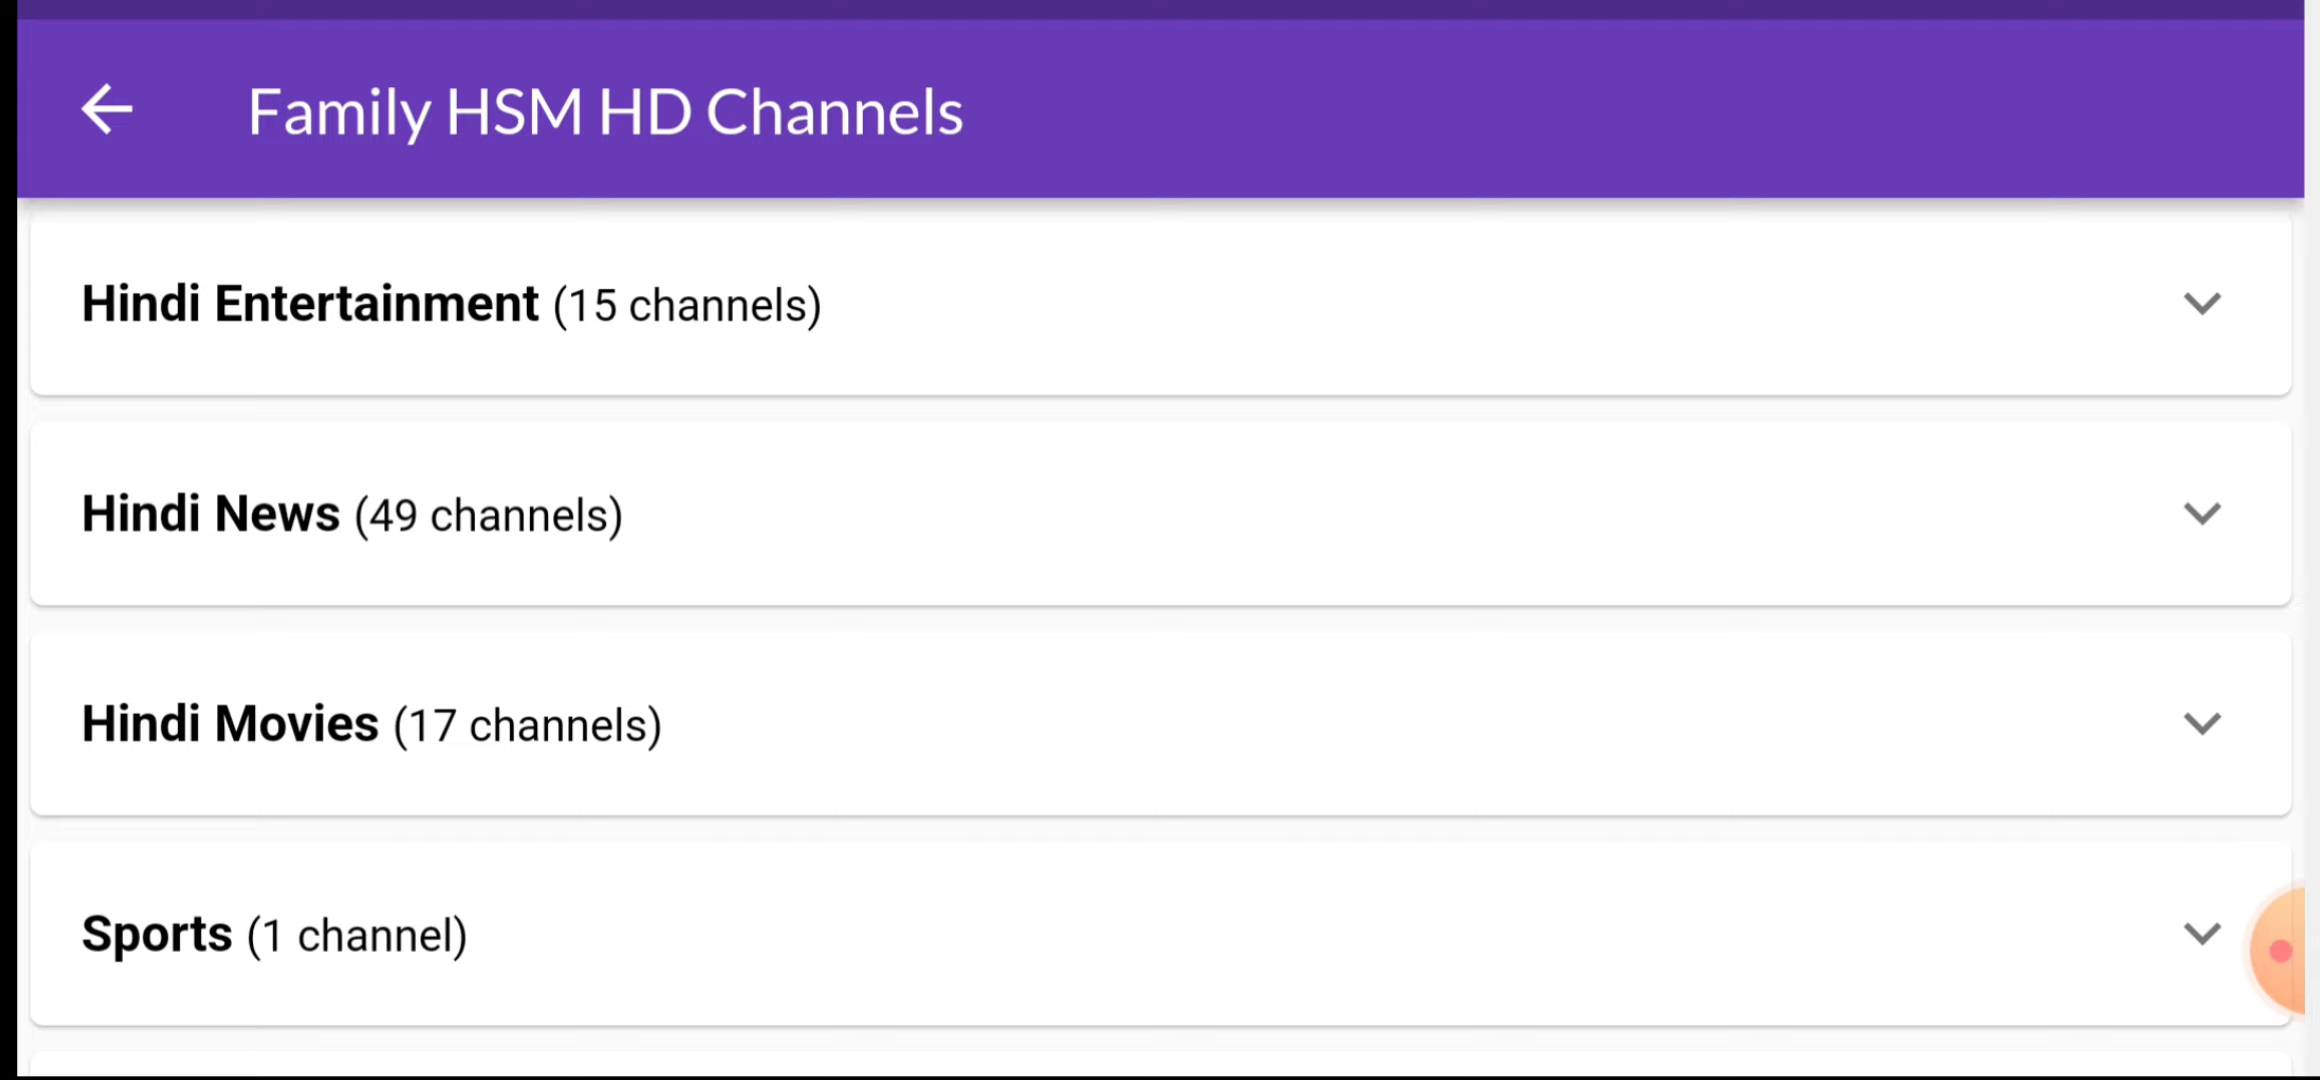 Family HSM HD Channels
Hindi Entertainment (15 channels)
Hindi News (49 channels)
Hindi Movies (17 channels)
Sports (1 channel)